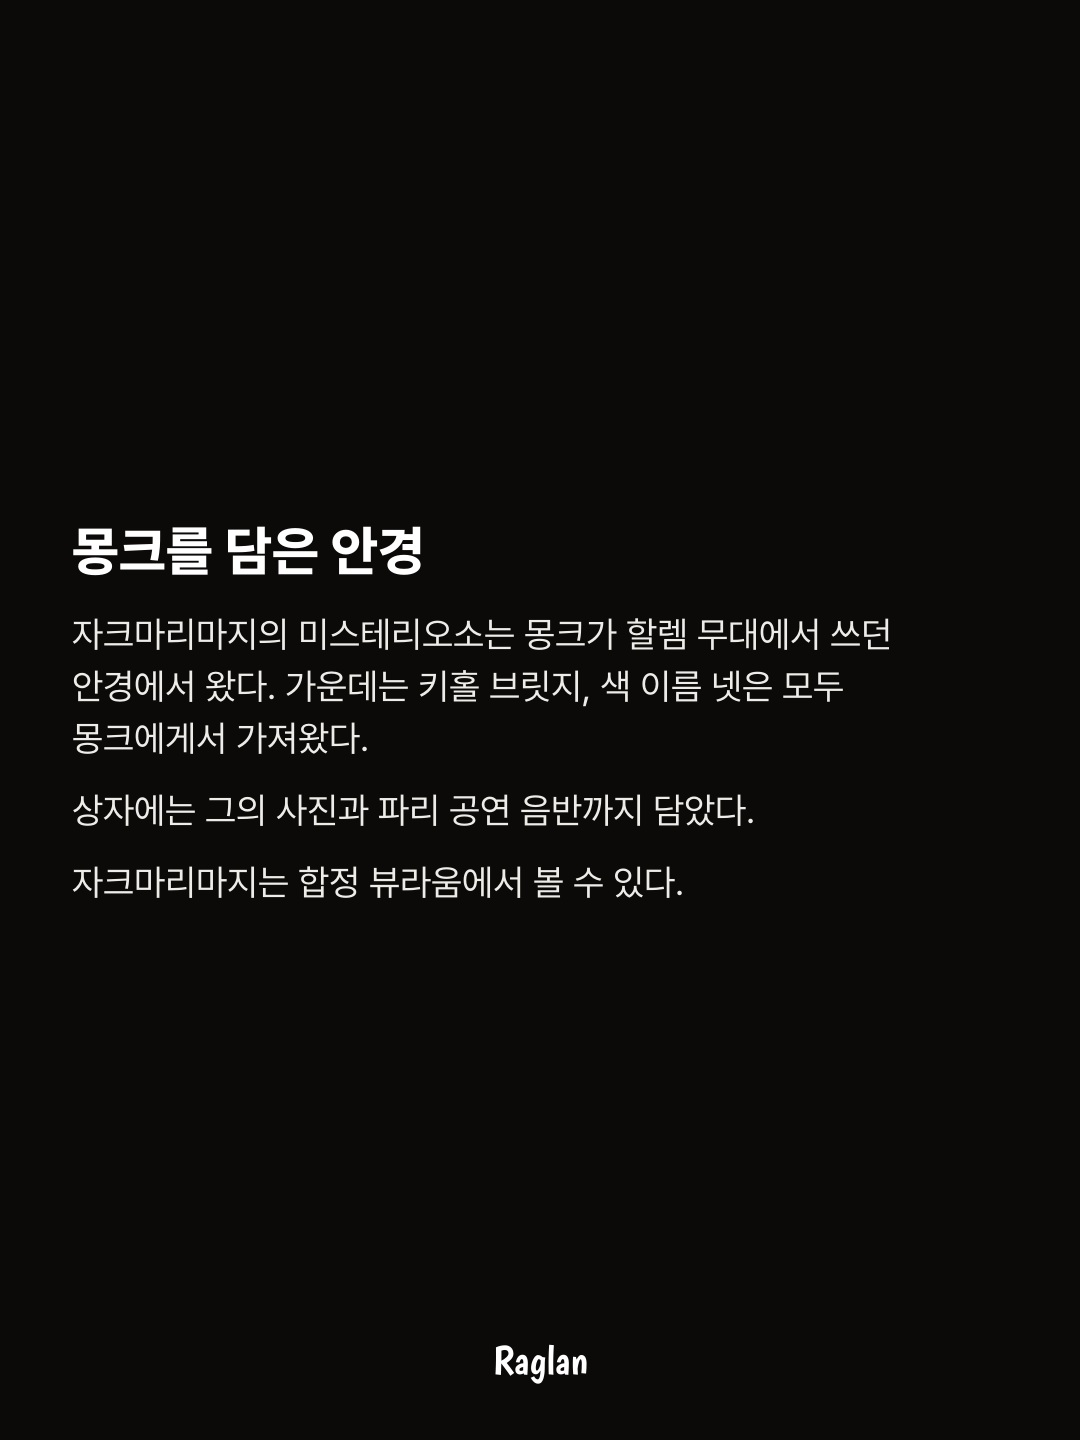 몽크를 담은 안경
자크마리마지의 미스테리오소는 몽크가 할렘 무대에서 쓰던
안경에서 왔다. 가운데는 키홀 브릿지, 색 이름 넷은 모두
몽크에게서 가져왔다.
상자에는 그의 사진과 파리 공연 음반까지 담았다.
자크마리마지는 합정 뷰라움에서 볼 수 있다.
Raglan